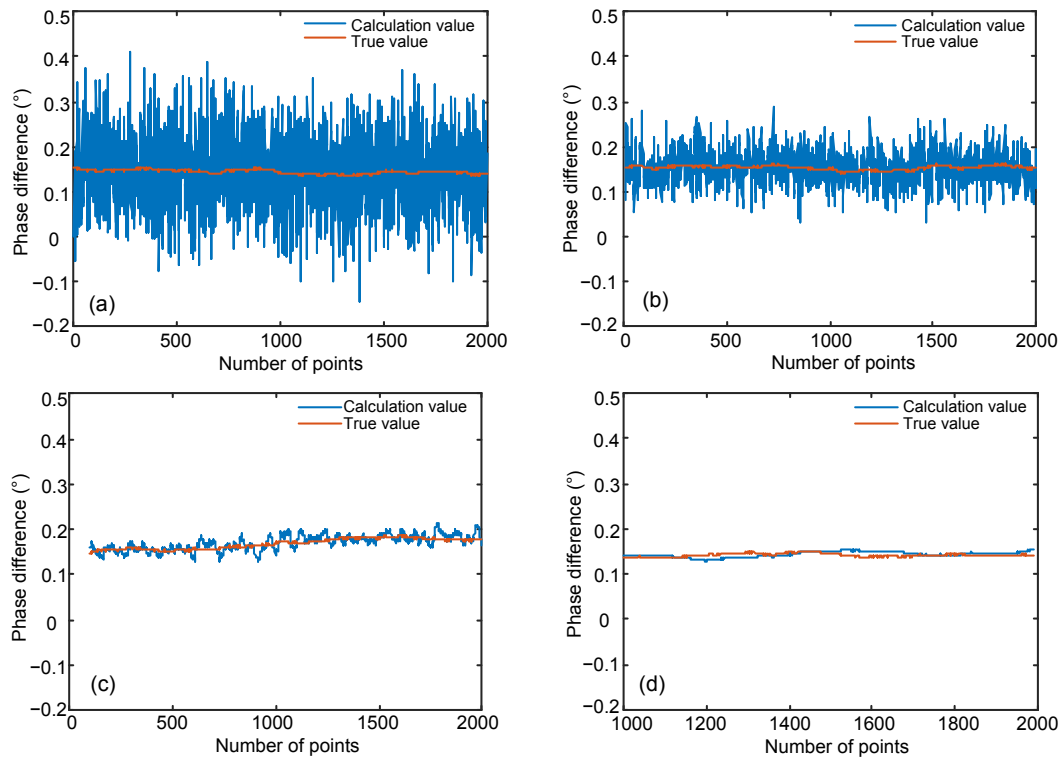 0.5
0.4
0.3
0.2
0.1
0
−0.1
−0.2
Phase difference (°)
Calculation value
True value
(a)
0 500 1000 1500 2000
Number of points
0.5
0.4
0.3
0.2
0.1
0
−0.1
−0.2
Phase difference (°)
Calculation value
True value
(b)
0 500 1000 1500 2000
Number of points
0.5
0.4
0.3
0.2
0.1
0
−0.1
−0.2
Phase difference (°)
Calculation value
True value
(c)
0 500 1000 1500 2000
Number of points
0.5
0.4
0.3
0.2
0.1
0
−0.1
−0.2
Phase difference (°)
Calculation value
True value
(d)
1000 1200 1400 1600 1800 2000
Number of points